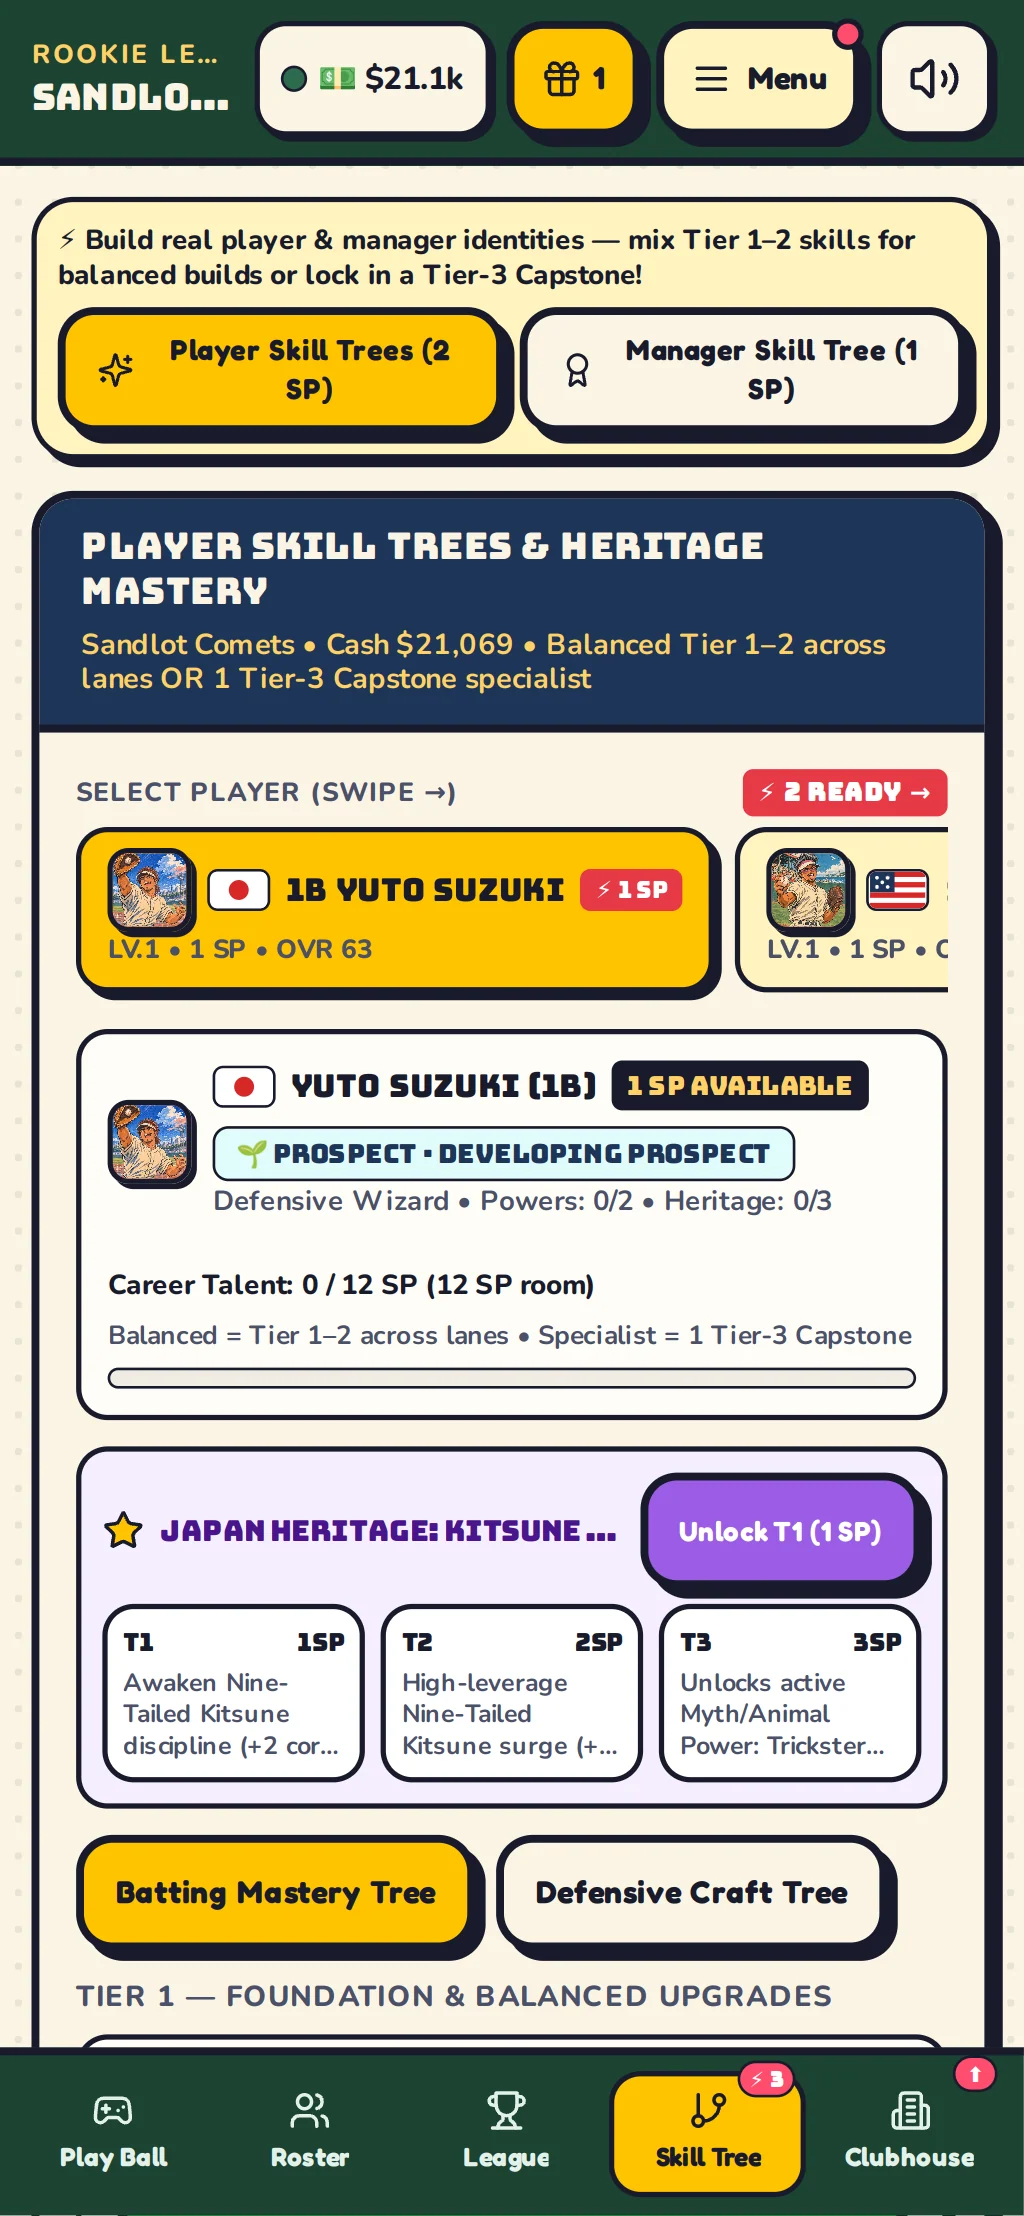 ROOKIE LE...
SANDLO...
💵 $21.1k
1
Menu
⚡ Build real player & manager identities — mix Tier 1–2 skills for
balanced builds or lock in a Tier-3 Capstone!
Player Skill Trees (2
SP)
Manager Skill Tree (1
SP)
PLAYER SKILL TREES & HERITAGE
MASTERY
Sandlot Comets • Cash $21,069 • Balanced Tier 1–2 across
lanes OR 1 Tier-3 Capstone specialist
SELECT PLAYER (SWIPE →)
⚡ 2 READY →
1B YUTO SUZUKI
⚡ 1 SP
LV.1 • 1 SP • OVR 63
LV.1 • 1 SP •
YUTO SUZUKI (1B)
1 SP AVAILABLE
🌱 PROSPECT · DEVELOPING PROSPECT
Defensive Wizard • Powers: 0/2 • Heritage: 0/3
Career Talent: 0 / 12 SP (12 SP room)
Balanced = Tier 1–2 across lanes • Specialist = 1 Tier-3 Capstone
JAPAN HERITAGE: KITSUNE ...
Unlock T1 (1 SP)
T1 1SP
Awaken Nine-
Tailed Kitsune
discipline (+2 cor...
T2 2SP
High-leverage
Nine-Tailed
Kitsune surge (+...
T3 3SP
Unlocks active
Myth/Animal
Power: Trickster...
Batting Mastery Tree
Defensive Craft Tree
TIER 1 — FOUNDATION & BALANCED UPGRADES
Play Ball
Roster
League
⚡ 3
Skill Tree
⬆
Clubhouse